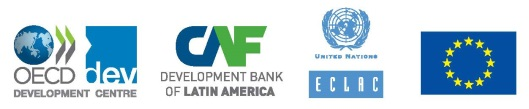 OECD dev
DEVELOPMENT CENTRE
CAF
DEVELOPMENT BANK
OF LATIN AMERICA
UNITED NATIONS
ECLAC